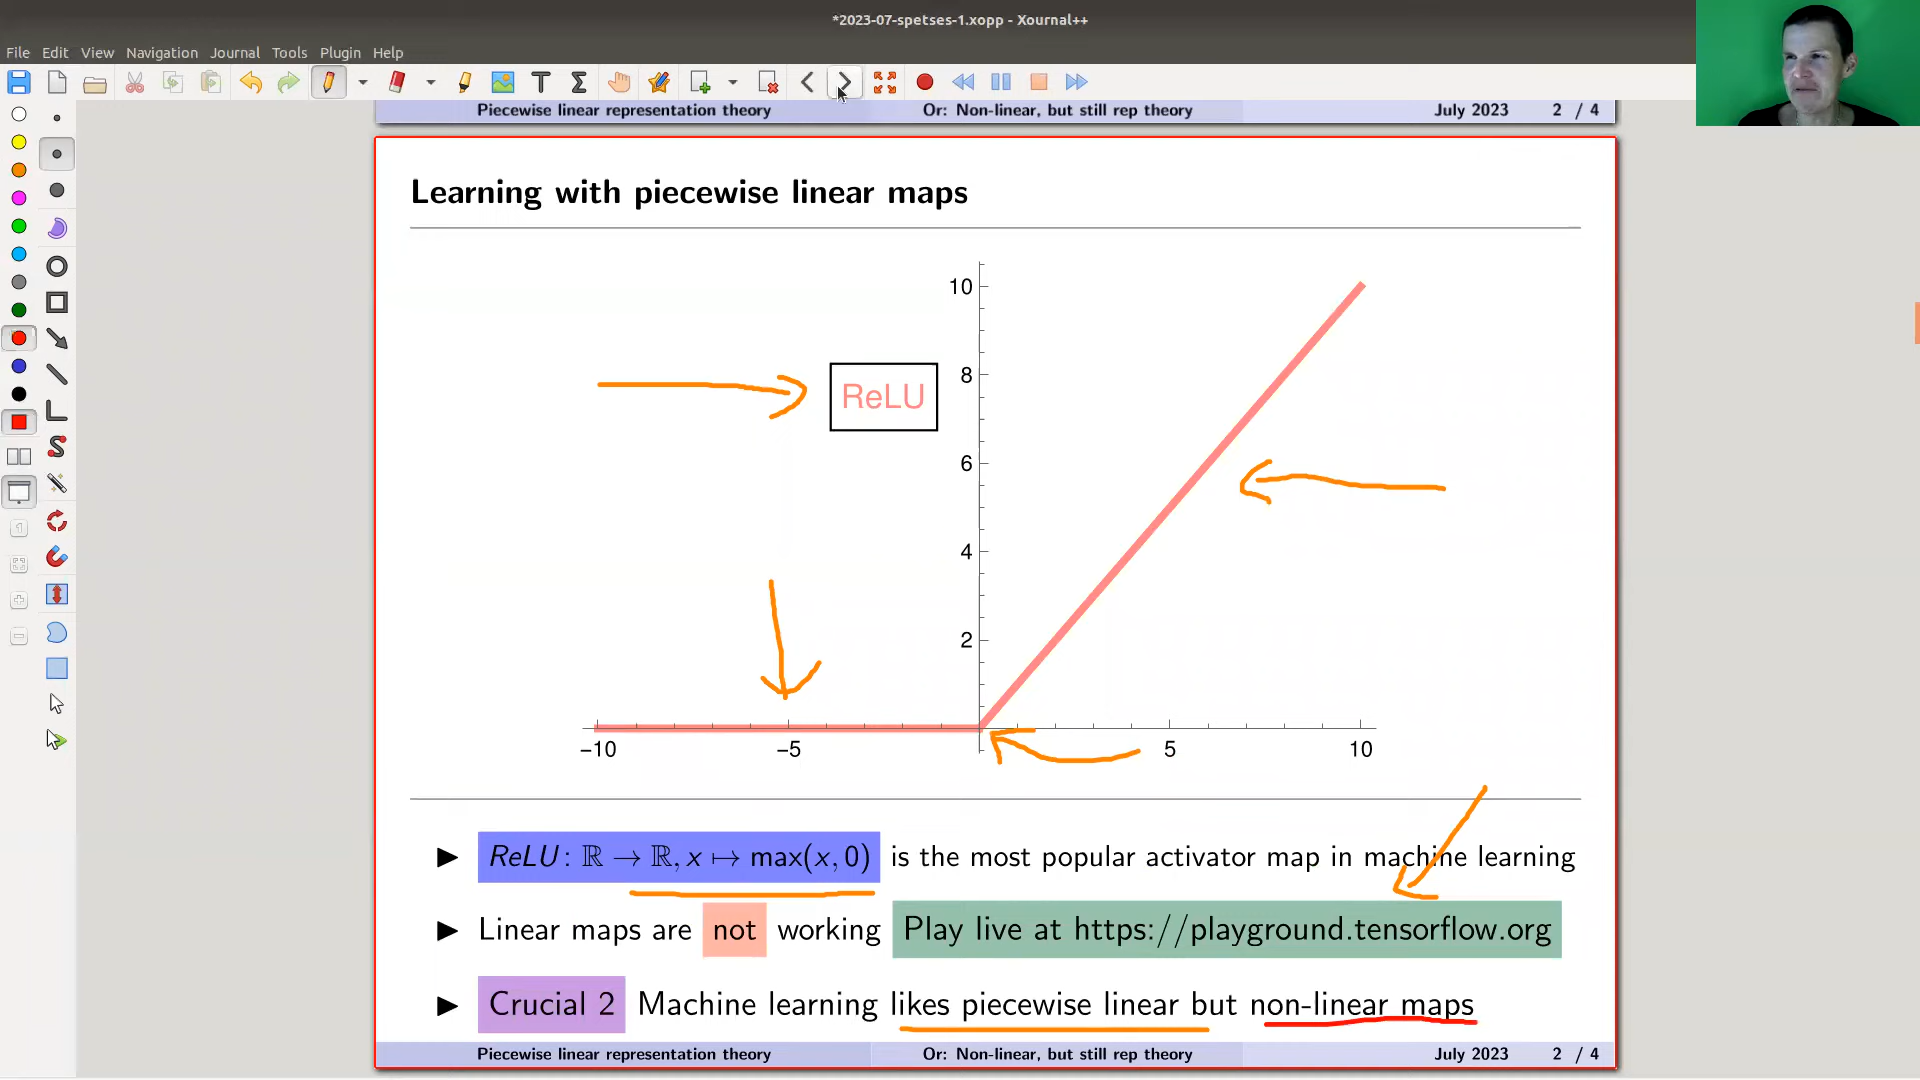 *2023-07-spetses-1.xopp - Xournal++
File Edit View Navigation Journal Tools Plugin Help
Piecewise linear representation theory Or: Non-linear, but still rep theory July 2023 2 / 4
Learning with piecewise linear maps
10
8
ReLU
6
4
2
−10 −5 5 10
▶ ReLU: ℝ → ℝ, x ↦ max(x, 0) is the most popular activator map in machine learning
▶ Linear maps are not working Play live at https://playground.tensorflow.org
▶ Crucial 2 Machine learning likes piecewise linear but non-linear maps
Piecewise linear representation theory Or: Non-linear, but still rep theory July 2023 2 / 4